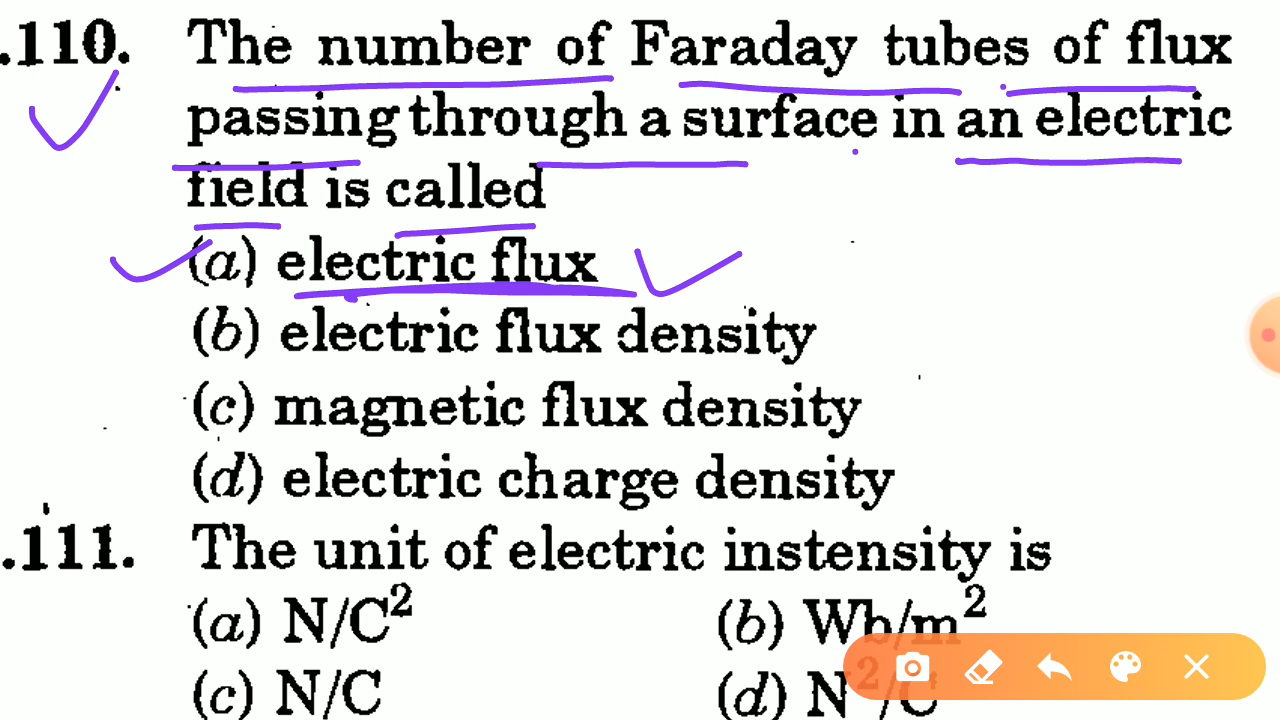 .110. The number of Faraday tubes of flux
passing through a surface in an electric
field is called
(a) electric flux
(b) electric flux density
(c) magnetic flux density
(d) electric charge density
.111. The unit of electric instensity is
(a) N/C² (b) Wb/m²
(c) N/C (d) N²/C